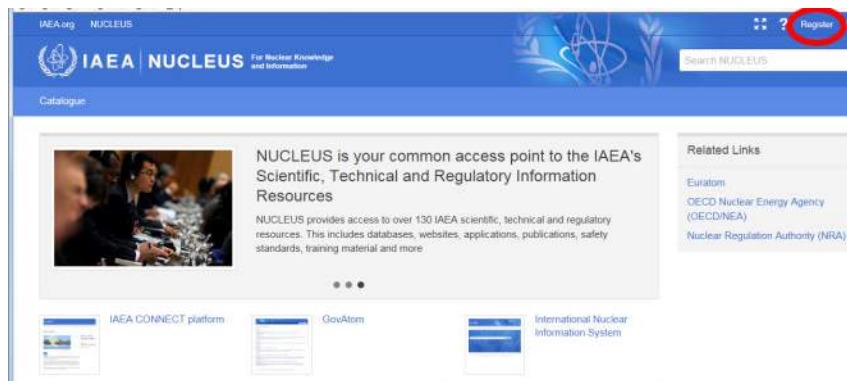 IAEA.org NUCLEUS
? Register
IAEA NUCLEUS For Nuclear Knowledge
and Information
Search NUCLEUS
Catalogue
NUCLEUS is your common access point to the IAEA's
Scientific, Technical and Regulatory Information
Resources
NUCLEUS provides access to over 130 IAEA scientific, technical and regulatory
resources. This includes databases, websites, applications, publications, safety
standards, training material and more
Related Links
Euratom
OECD Nuclear Energy Agency
(OECD/NEA)
Nuclear Regulation Authority (NRA)
IAEA CONNECT platform
GovAtom
International Nuclear
Information System